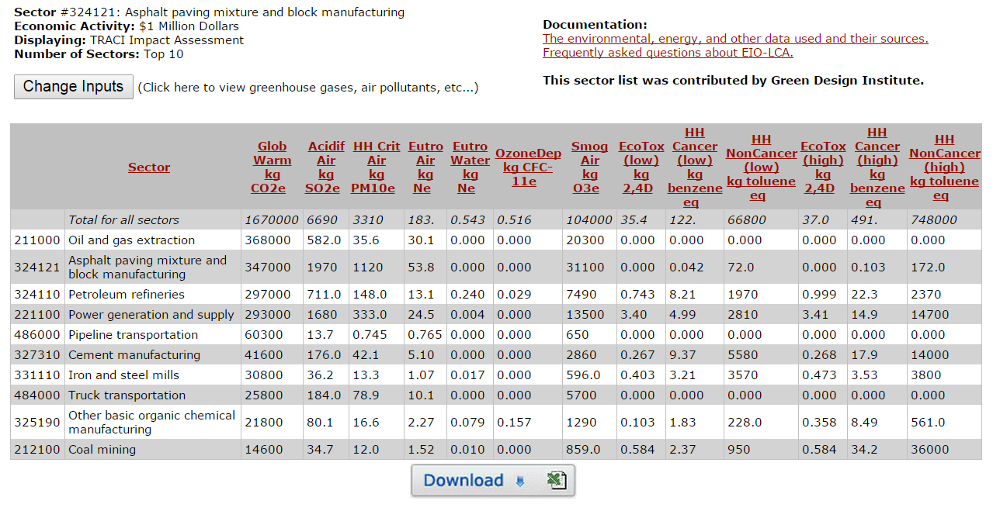 Sector #324121: Asphalt paving mixture and block manufacturing
Economic Activity: $1 Million Dollars
Displaying: TRACI Impact Assessment
Number of Sectors: Top 10
Documentation:
The environmental, energy, and other data used and their sources.
Frequently asked questions about EIO-LCA.
Change Inputs (Click here to view greenhouse gases, air pollutants, etc...)
This sector list was contributed by Green Design Institute.
Sector
Glob
Warm
kg
CO2e
Acidif
Air
kg
SO2e
HH Crit
Air
kg
PM10e
Eutro
Air
kg
Ne
Eutro
Water
kg
Ne
OzoneDep
kg CFC-
11e
Smog
Air
kg
O3e
EcoTox
(low)
kg
2,4D
HH
Cancer
(low)
kg
benzene
eq
HH
NonCancer
(low)
kg toluene
eq
EcoTox
(high)
kg
2,4D
HH
Cancer
(high)
kg
benzene
eq
HH
NonCancer
(high)
kg toluene
eq
Total for all sectors 1670000 6690 3310 183. 0.543 0.516 104000 35.4 122. 66800 37.0 491. 748000
211000 Oil and gas extraction 368000 582.0 35.6 30.1 0.000 0.000 20300 0.000 0.000 0.000 0.000 0.000 0.000
324121 Asphalt paving mixture and
block manufacturing 347000 1970 1120 53.8 0.000 0.000 31100 0.000 0.042 72.0 0.000 0.103 172.0
324110 Petroleum refineries 297000 711.0 148.0 13.1 0.240 0.029 7490 0.743 8.21 1970 0.999 22.3 2370
221100 Power generation and supply 293000 1680 333.0 24.5 0.004 0.000 13500 3.40 4.99 2810 3.41 14.9 14700
486000 Pipeline transportation 60300 13.7 0.745 0.765 0.000 0.000 650 0.000 0.000 0.000 0.000 0.000 0.000
327310 Cement manufacturing 41600 176.0 42.1 5.10 0.000 0.000 2860 0.267 9.37 5580 0.268 17.9 14000
331110 Iron and steel mills 30800 36.2 13.3 1.07 0.017 0.000 596.0 0.403 3.21 3570 0.473 3.53 3800
484000 Truck transportation 25800 184.0 78.9 10.1 0.000 0.000 5700 0.000 0.000 0.000 0.000 0.000 0.000
325190 Other basic organic chemical
manufacturing 21800 80.1 16.6 2.27 0.079 0.157 1290 0.103 1.83 228.0 0.358 8.49 561.0
212100 Coal mining 14600 34.7 12.0 1.52 0.010 0.000 859.0 0.584 2.37 950 0.584 34.2 36000
Download